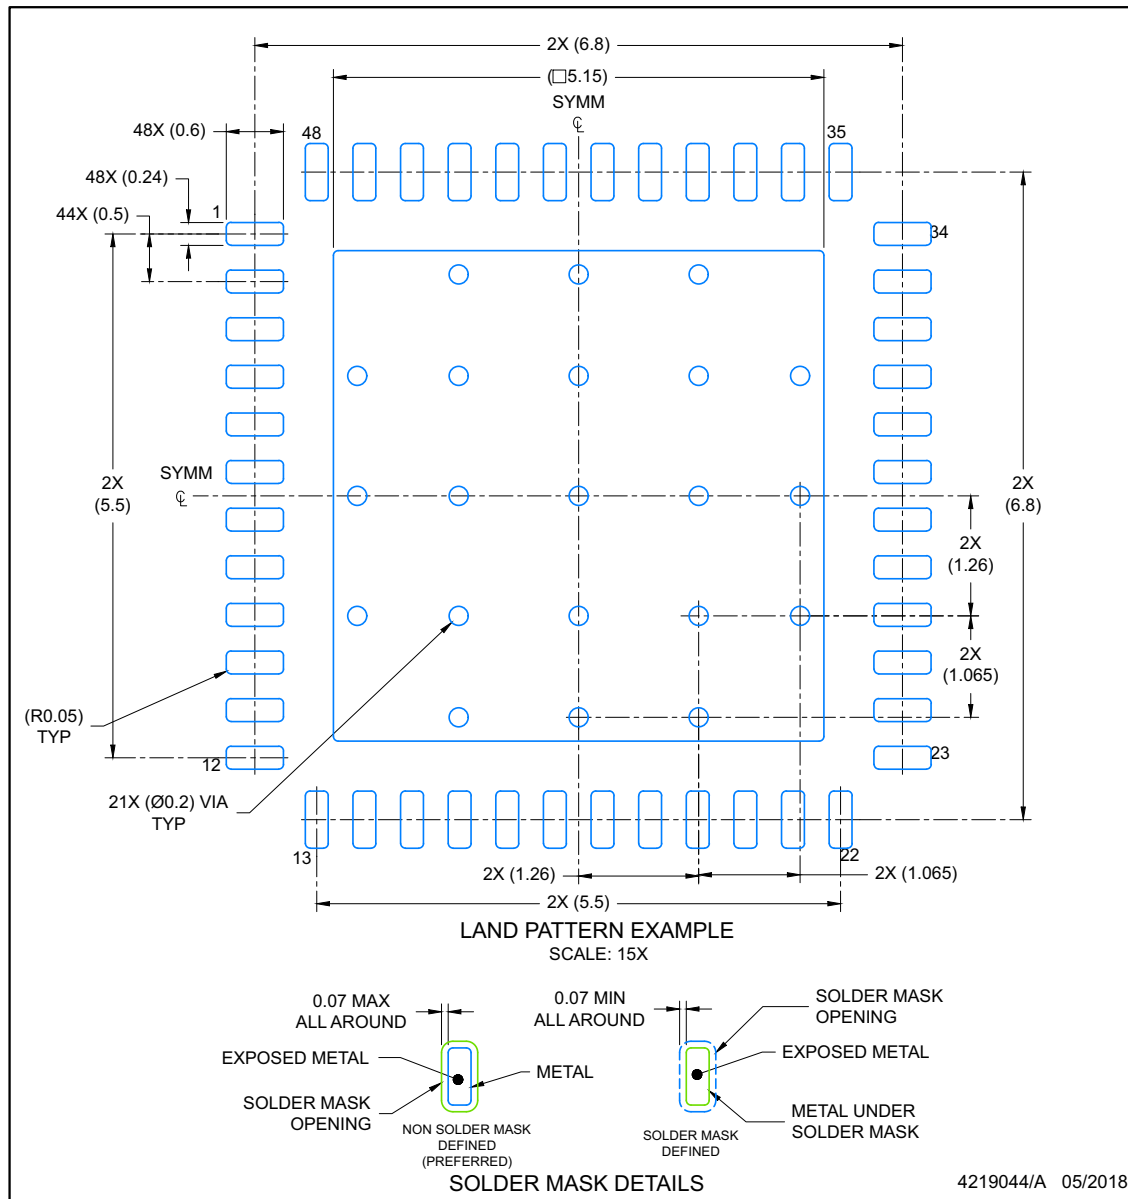 2X (6.8)
(□5.15)
SYMM
℄
48X (0.6)
48
35
48X (0.24)
44X (0.5)
1
34
SYMM
℄
2X
(5.5)
2X
(6.8)
2X
(1.26)
2X
(1.065)
(R0.05)
TYP
12
23
21X (Ø0.2) VIA
TYP
13
22
2X (1.26)
2X (1.065)
2X (5.5)
LAND PATTERN EXAMPLE
SCALE: 15X
0.07 MAX
ALL AROUND
0.07 MIN
ALL AROUND
SOLDER MASK
OPENING
EXPOSED METAL
METAL
EXPOSED METAL
SOLDER MASK
OPENING
METAL UNDER
SOLDER MASK
NON SOLDER MASK
DEFINED
(PREFERRED)
SOLDER MASK
DEFINED
SOLDER MASK DETAILS
4219044/A 05/2018